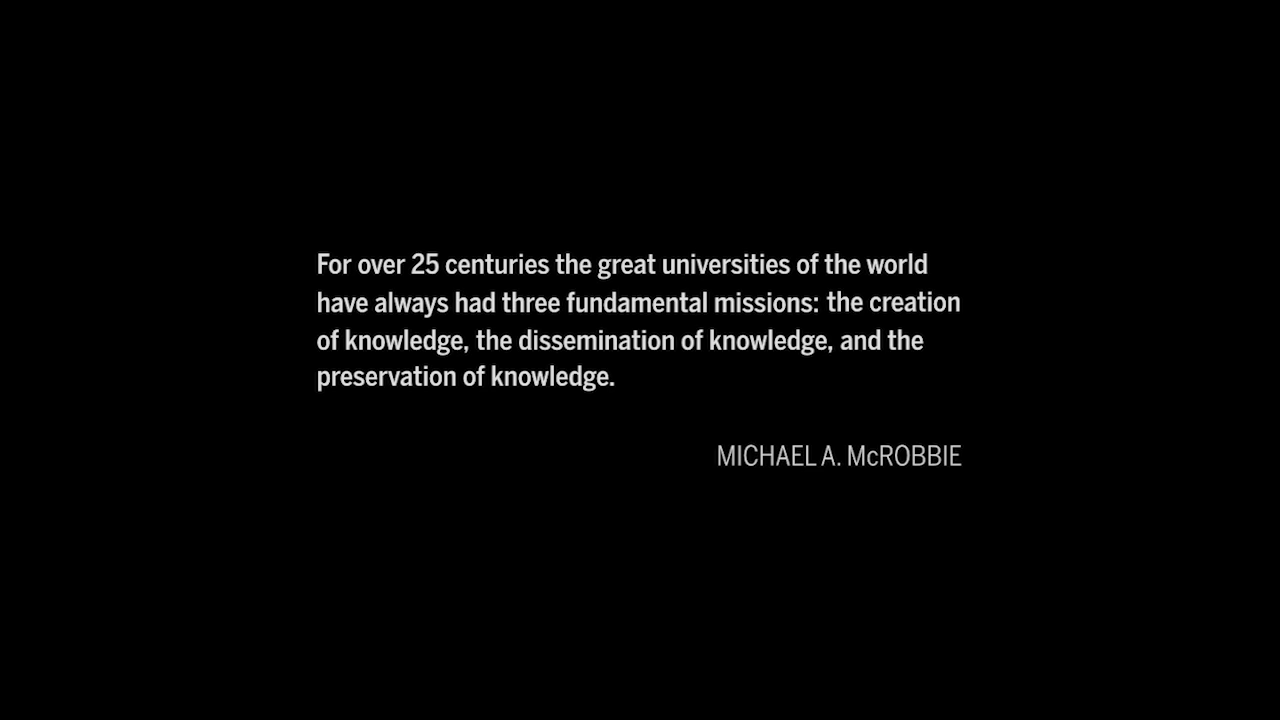 For over 25 centuries the great universities of the world
have always had three fundamental missions: the creation
of knowledge, the dissemination of knowledge, and the
preservation of knowledge.
MICHAEL A. McROBBIE